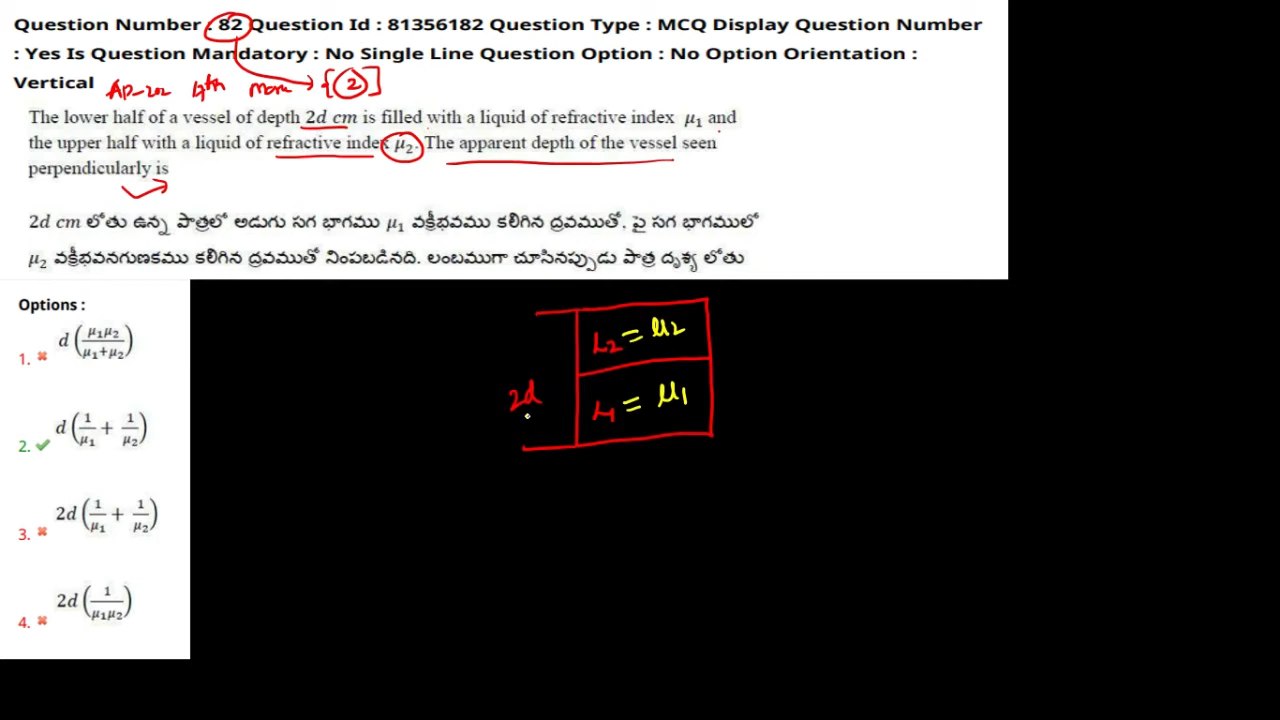 Question Number : 82 Question Id : 81356182 Question Type : MCQ Display Question Number
: Yes Is Question Mandatory : No Single Line Question Option : No Option Orientation :
Vertical
{2}]
The lower half of a vessel of depth 2d cm is filled with a liquid of refractive index μ₁ and
the upper half with a liquid of refractive index μ₂. The apparent depth of the vessel seen
perpendicularly is
2d cm లోతు ఉన్న పాత్రలో అడుగు సగ భాగము μ₁ వక్రీభవము కలిగిన ద్రవముతో, పై సగ భాగములో
μ₂ వక్రీభవనగుణకము కలిగిన ద్రవముతో నింపబడినది. లంబముగా చూసినప్పుడు పాత్ర దృశ్య లోతు
Options :
1. ✖ d(μ₁μ₂/μ₁+μ₂)
2. ✔ d(1/μ₁ + 1/μ₂)
3. ✖ 2d(1/μ₁ + 1/μ₂)
4. ✖ 2d(1/μ₁μ₂)
L₂ = μ₂
2d
L₁ = μ₁